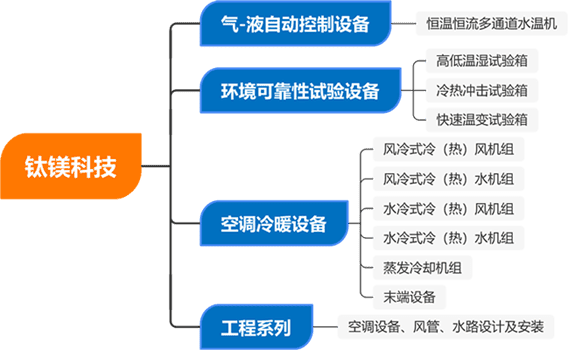 钛镁科技
气-液自动控制设备
恒温恒流多通道水温机
环境可靠性试验设备
高低温湿试验箱
冷热冲击试验箱
快速温变试验箱
空调冷暖设备
风冷式冷（热）风机组
风冷式冷（热）水机组
水冷式冷（热）风机组
水冷式冷（热）水机组
蒸发冷却机组
末端设备
工程系列
空调设备、风管、水路设计及安装